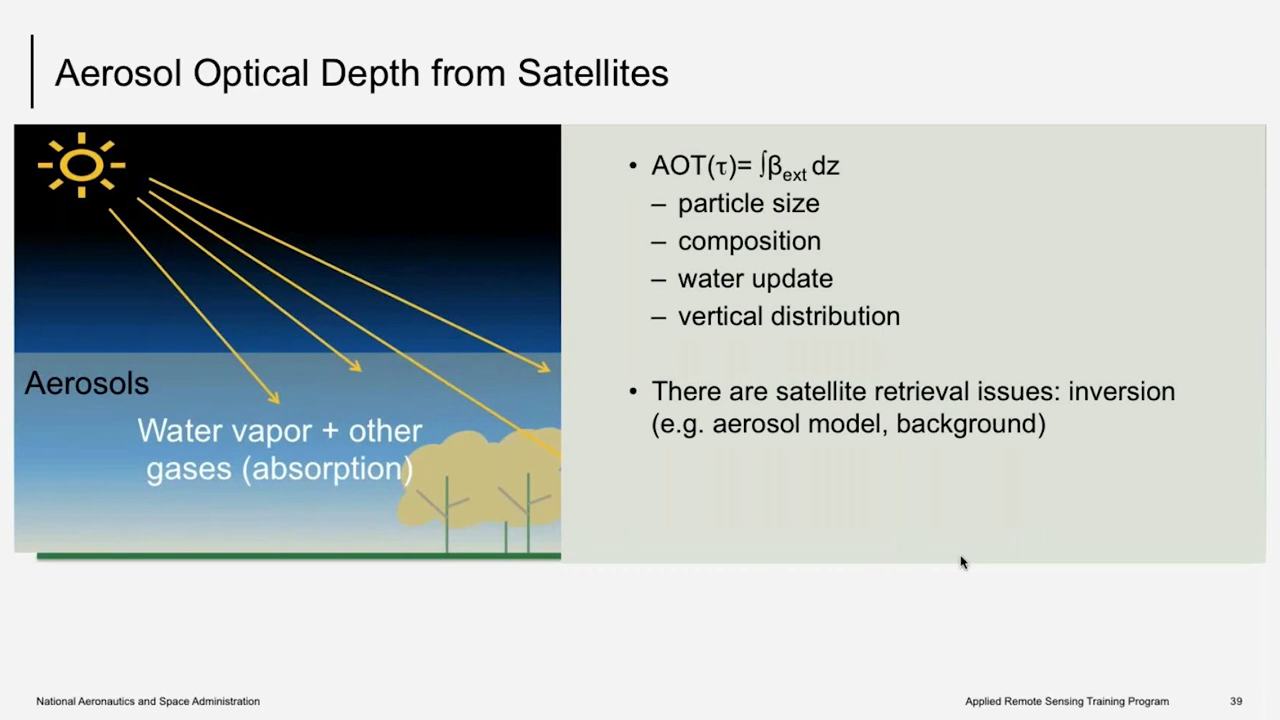 Aerosol Optical Depth from Satellites
Aerosols
Water vapor + other
gases (absorption)
• AOT(τ)= ∫βext dz
– particle size
– composition
– water update
– vertical distribution
• There are satellite retrieval issues: inversion
(e.g. aerosol model, background)
National Aeronautics and Space Administration
Applied Remote Sensing Training Program
39